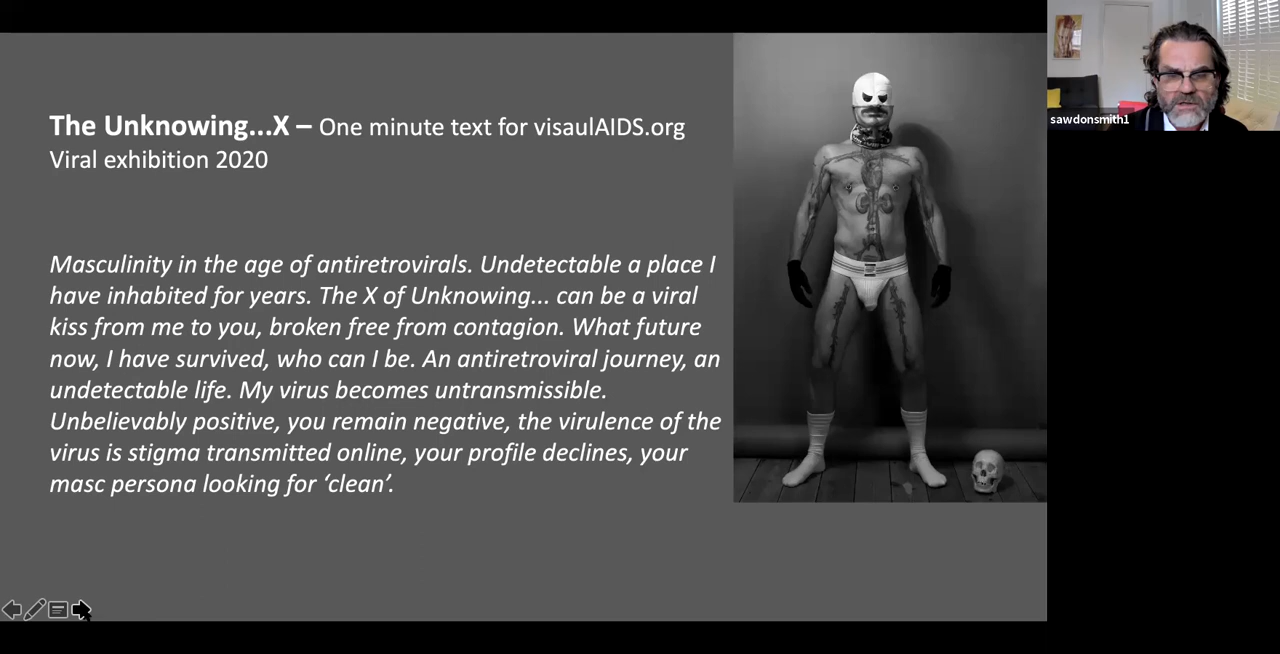 The Unknowing...X – One minute text for visaulAIDS.org
Viral exhibition 2020
Masculinity in the age of antiretrovirals. Undetectable a place I
have inhabited for years. The X of Unknowing... can be a viral
kiss from me to you, broken free from contagion. What future
now, I have survived, who can I be. An antiretroviral journey, an
undetectable life. My virus becomes untransmissible.
Unbelievably positive, you remain negative, the virulence of the
virus is stigma transmitted online, your profile declines, your
masc persona looking for ‘clean’.
sawdonsmith1